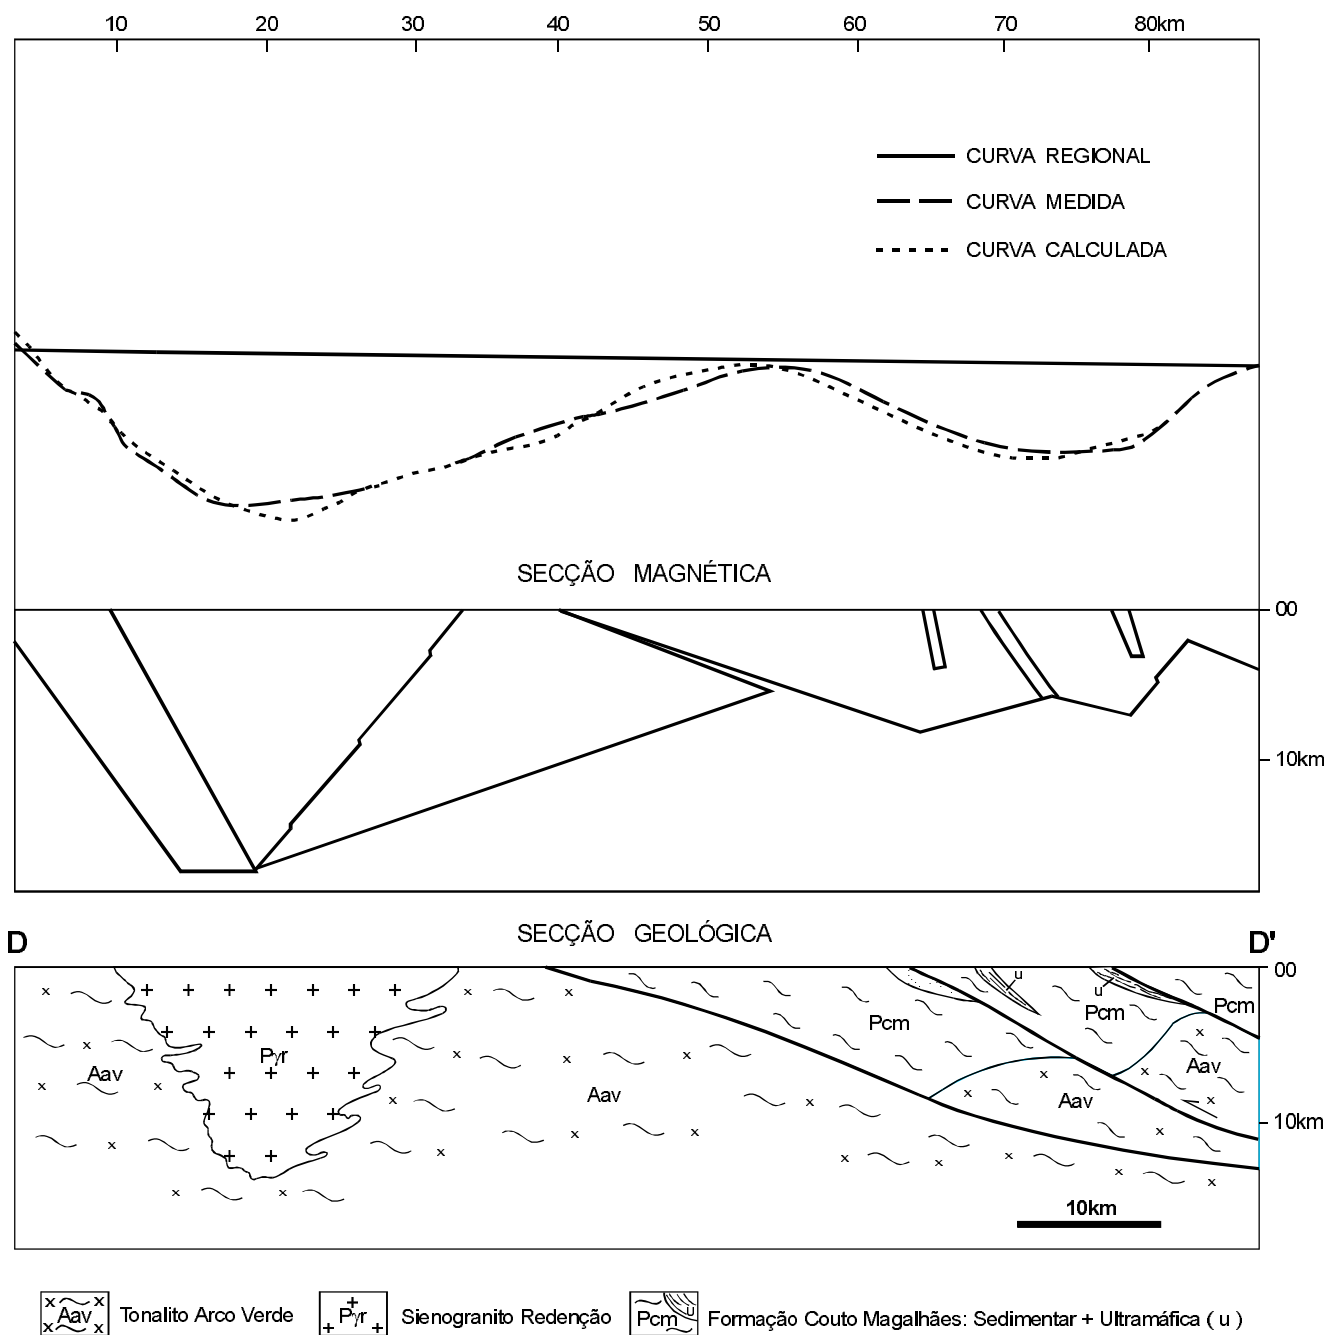 10 20 30 40 50 60 70 80km
CURVA REGIONAL
CURVA MEDIDA
CURVA CALCULADA
SECÇÃO MAGNÉTICA
00
10km
SECÇÃO GEOLÓGICA
D D'
00
u u
Pcm Pcm Pcm
Pγr
Aav Aav Aav Aav
10km
10km
Aav Tonalito Arco Verde Pγr Sienogranito Redenção Pcm u Formação Couto Magalhães: Sedimentar + Ultramáfica ( u )